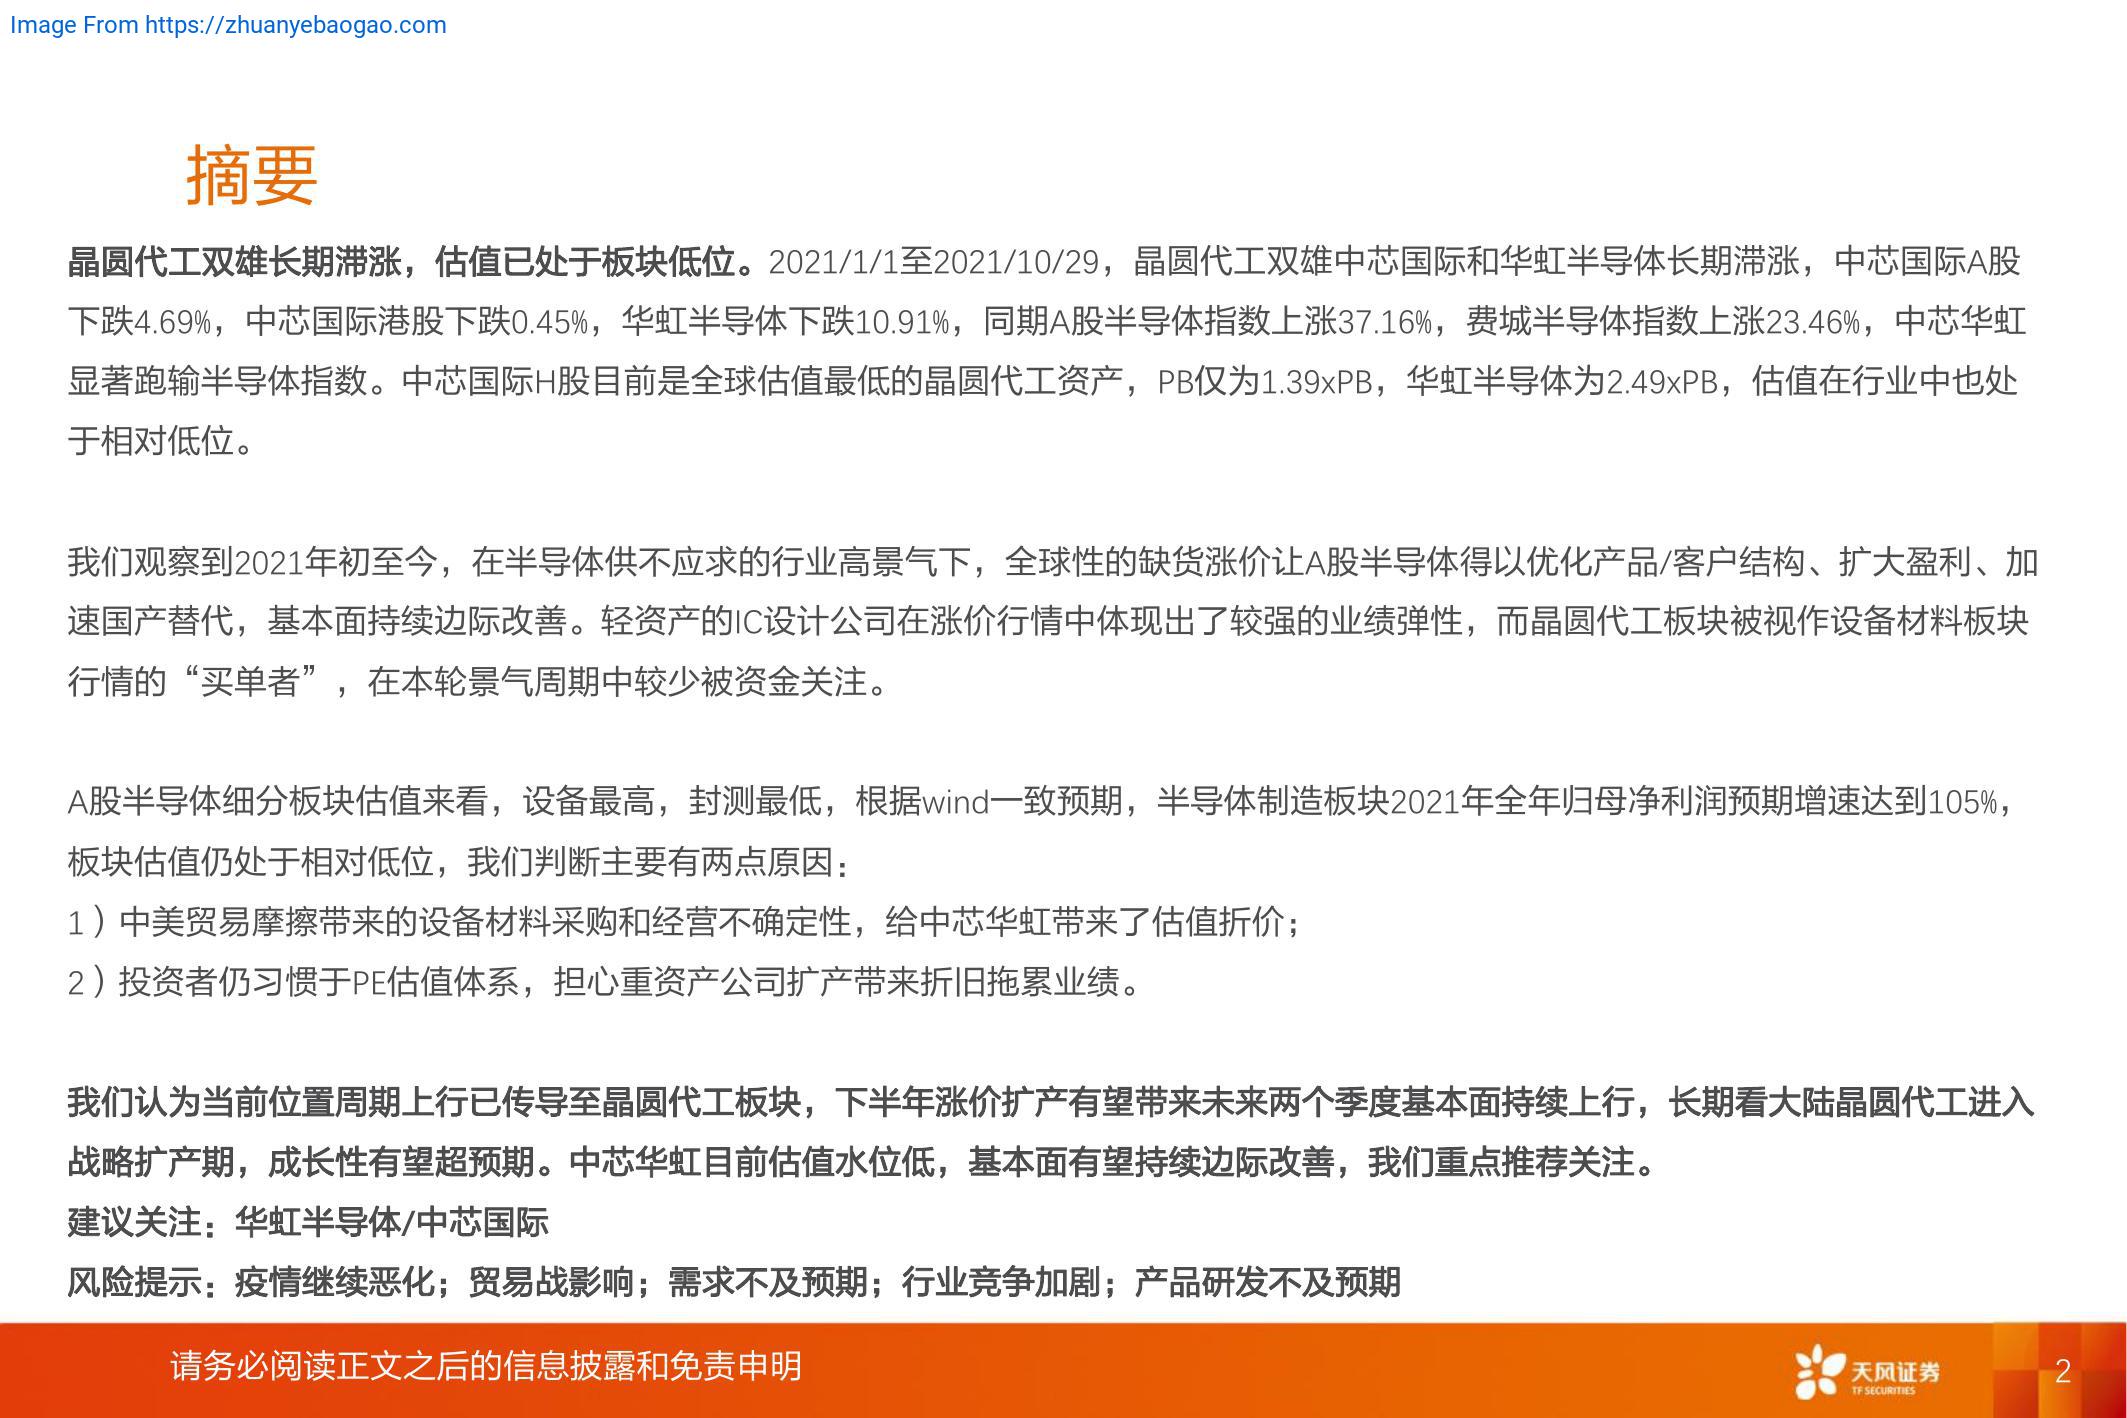 Image From https://zhuanyebaogao.com
摘要
晶圆代工双雄长期滞涨，估值已处于板块低位。2021/1/1至2021/10/29，晶圆代工双雄中芯国际和华虹半导体长期滞涨，中芯国际A股
下跌4.69%，中芯国际港股下跌0.45%，华虹半导体下跌10.91%，同期A股半导体指数上涨37.16%，费城半导体指数上涨23.46%，中芯华虹
显著跑输半导体指数。中芯国际H股目前是全球估值最低的晶圆代工资产，PB仅为1.39xPB，华虹半导体为2.49xPB，估值在行业中也处
于相对低位。
我们观察到2021年初至今，在半导体供不应求的行业高景气下，全球性的缺货涨价让A股半导体得以优化产品/客户结构、扩大盈利、加
速国产替代，基本面持续边际改善。轻资产的IC设计公司在涨价行情中体现出了较强的业绩弹性，而晶圆代工板块被视作设备材料板块
行情的“买单者”，在本轮景气周期中较少被资金关注。
A股半导体细分板块估值来看，设备最高，封测最低，根据wind一致预期，半导体制造板块2021年全年归母净利润预期增速达到105%，
板块估值仍处于相对低位，我们判断主要有两点原因：
1）中美贸易摩擦带来的设备材料采购和经营不确定性，给中芯华虹带来了估值折价；
2）投资者仍习惯于PE估值体系，担心重资产公司扩产带来折旧拖累业绩。
我们认为当前位置周期上行已传导至晶圆代工板块，下半年涨价扩产有望带来未来两个季度基本面持续上行，长期看大陆晶圆代工进入
战略扩产期，成长性有望超预期。中芯华虹目前估值水位低，基本面有望持续边际改善，我们重点推荐关注。
建议关注：华虹半导体/中芯国际
风险提示：疫情继续恶化；贸易战影响；需求不及预期；行业竞争加剧；产品研发不及预期
请务必阅读正文之后的信息披露和免责申明
天风证券
TF SECURITIES
2